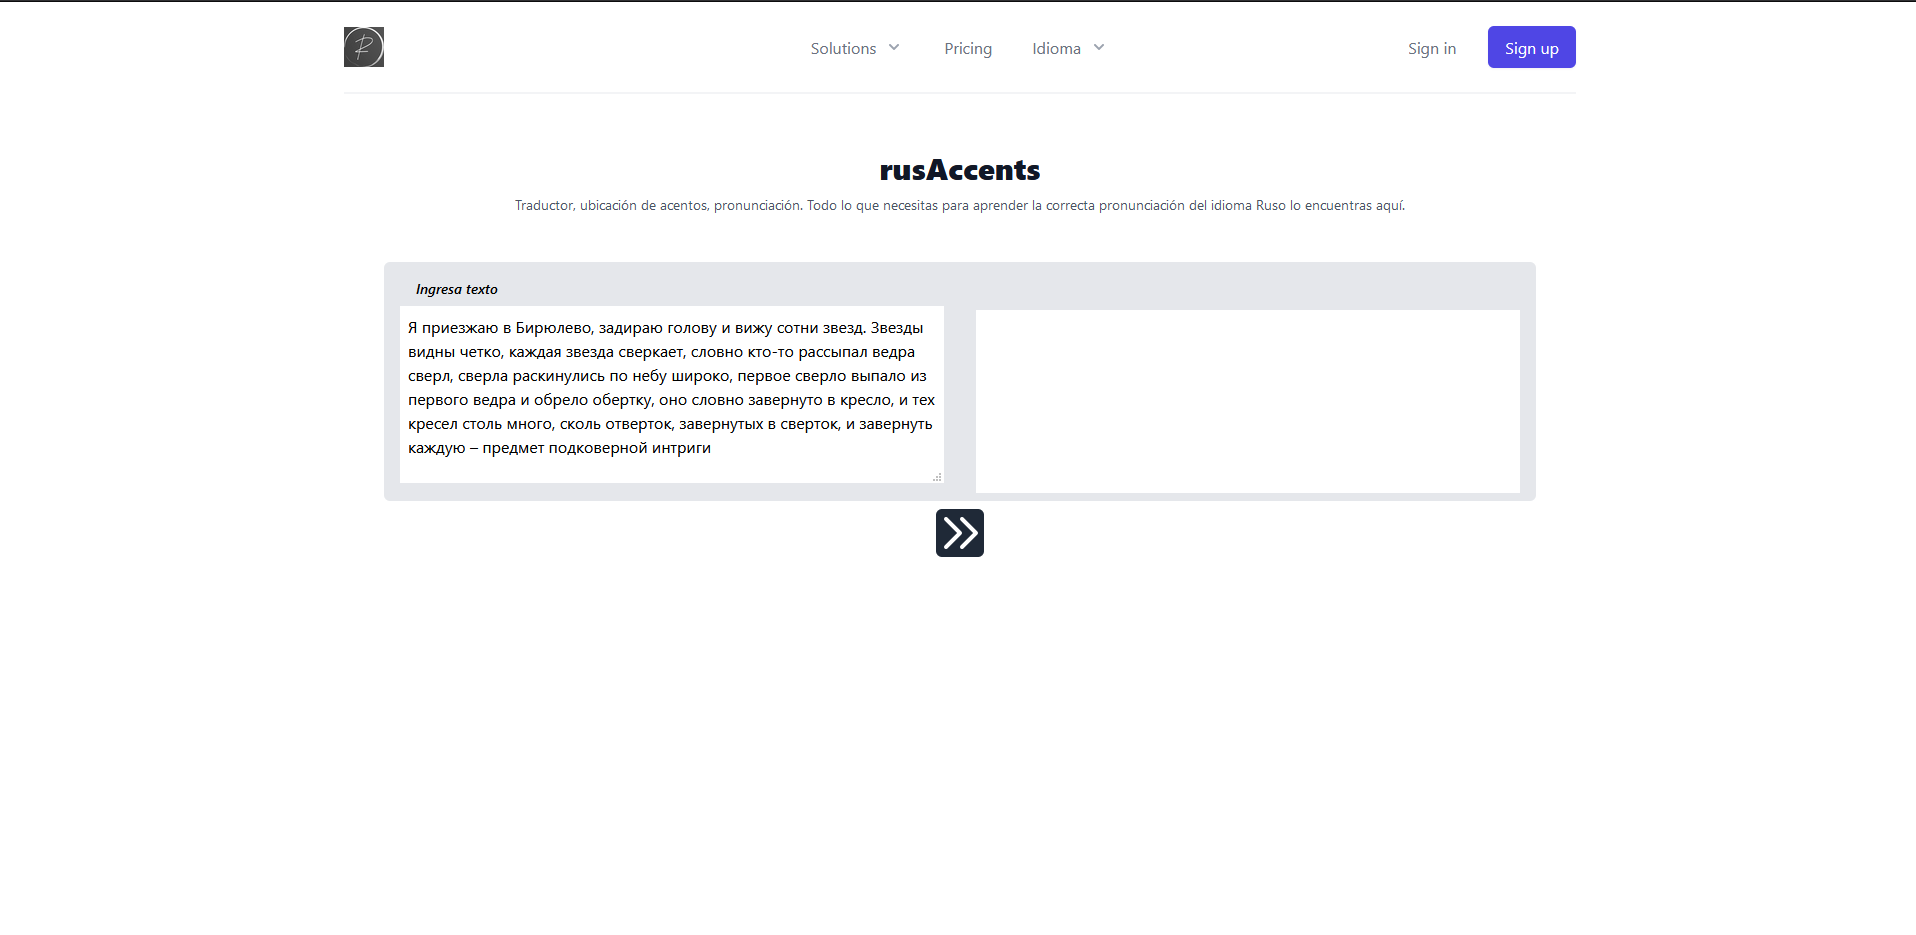 Solutions
Pricing
Idioma
Sign in
Sign up
rusAccents
Traductor, ubicación de acentos, pronunciación. Todo lo que necesitas para aprender la correcta pronunciación del idioma Ruso lo encuentras aquí.
Ingresa texto
Я приезжаю в Бирюлево, задираю голову и вижу сотни звезд. Звезды
видны четко, каждая звезда сверкает, словно кто-то рассыпал ведра
сверл, сверла раскинулись по небу широко, первое сверло выпало из
первого ведра и обрело обертку, оно словно завернуто в кресло, и тех
кресел столь много, сколь отверток, завернутых в сверток, и завернуть
каждую – предмет подковерной интриги